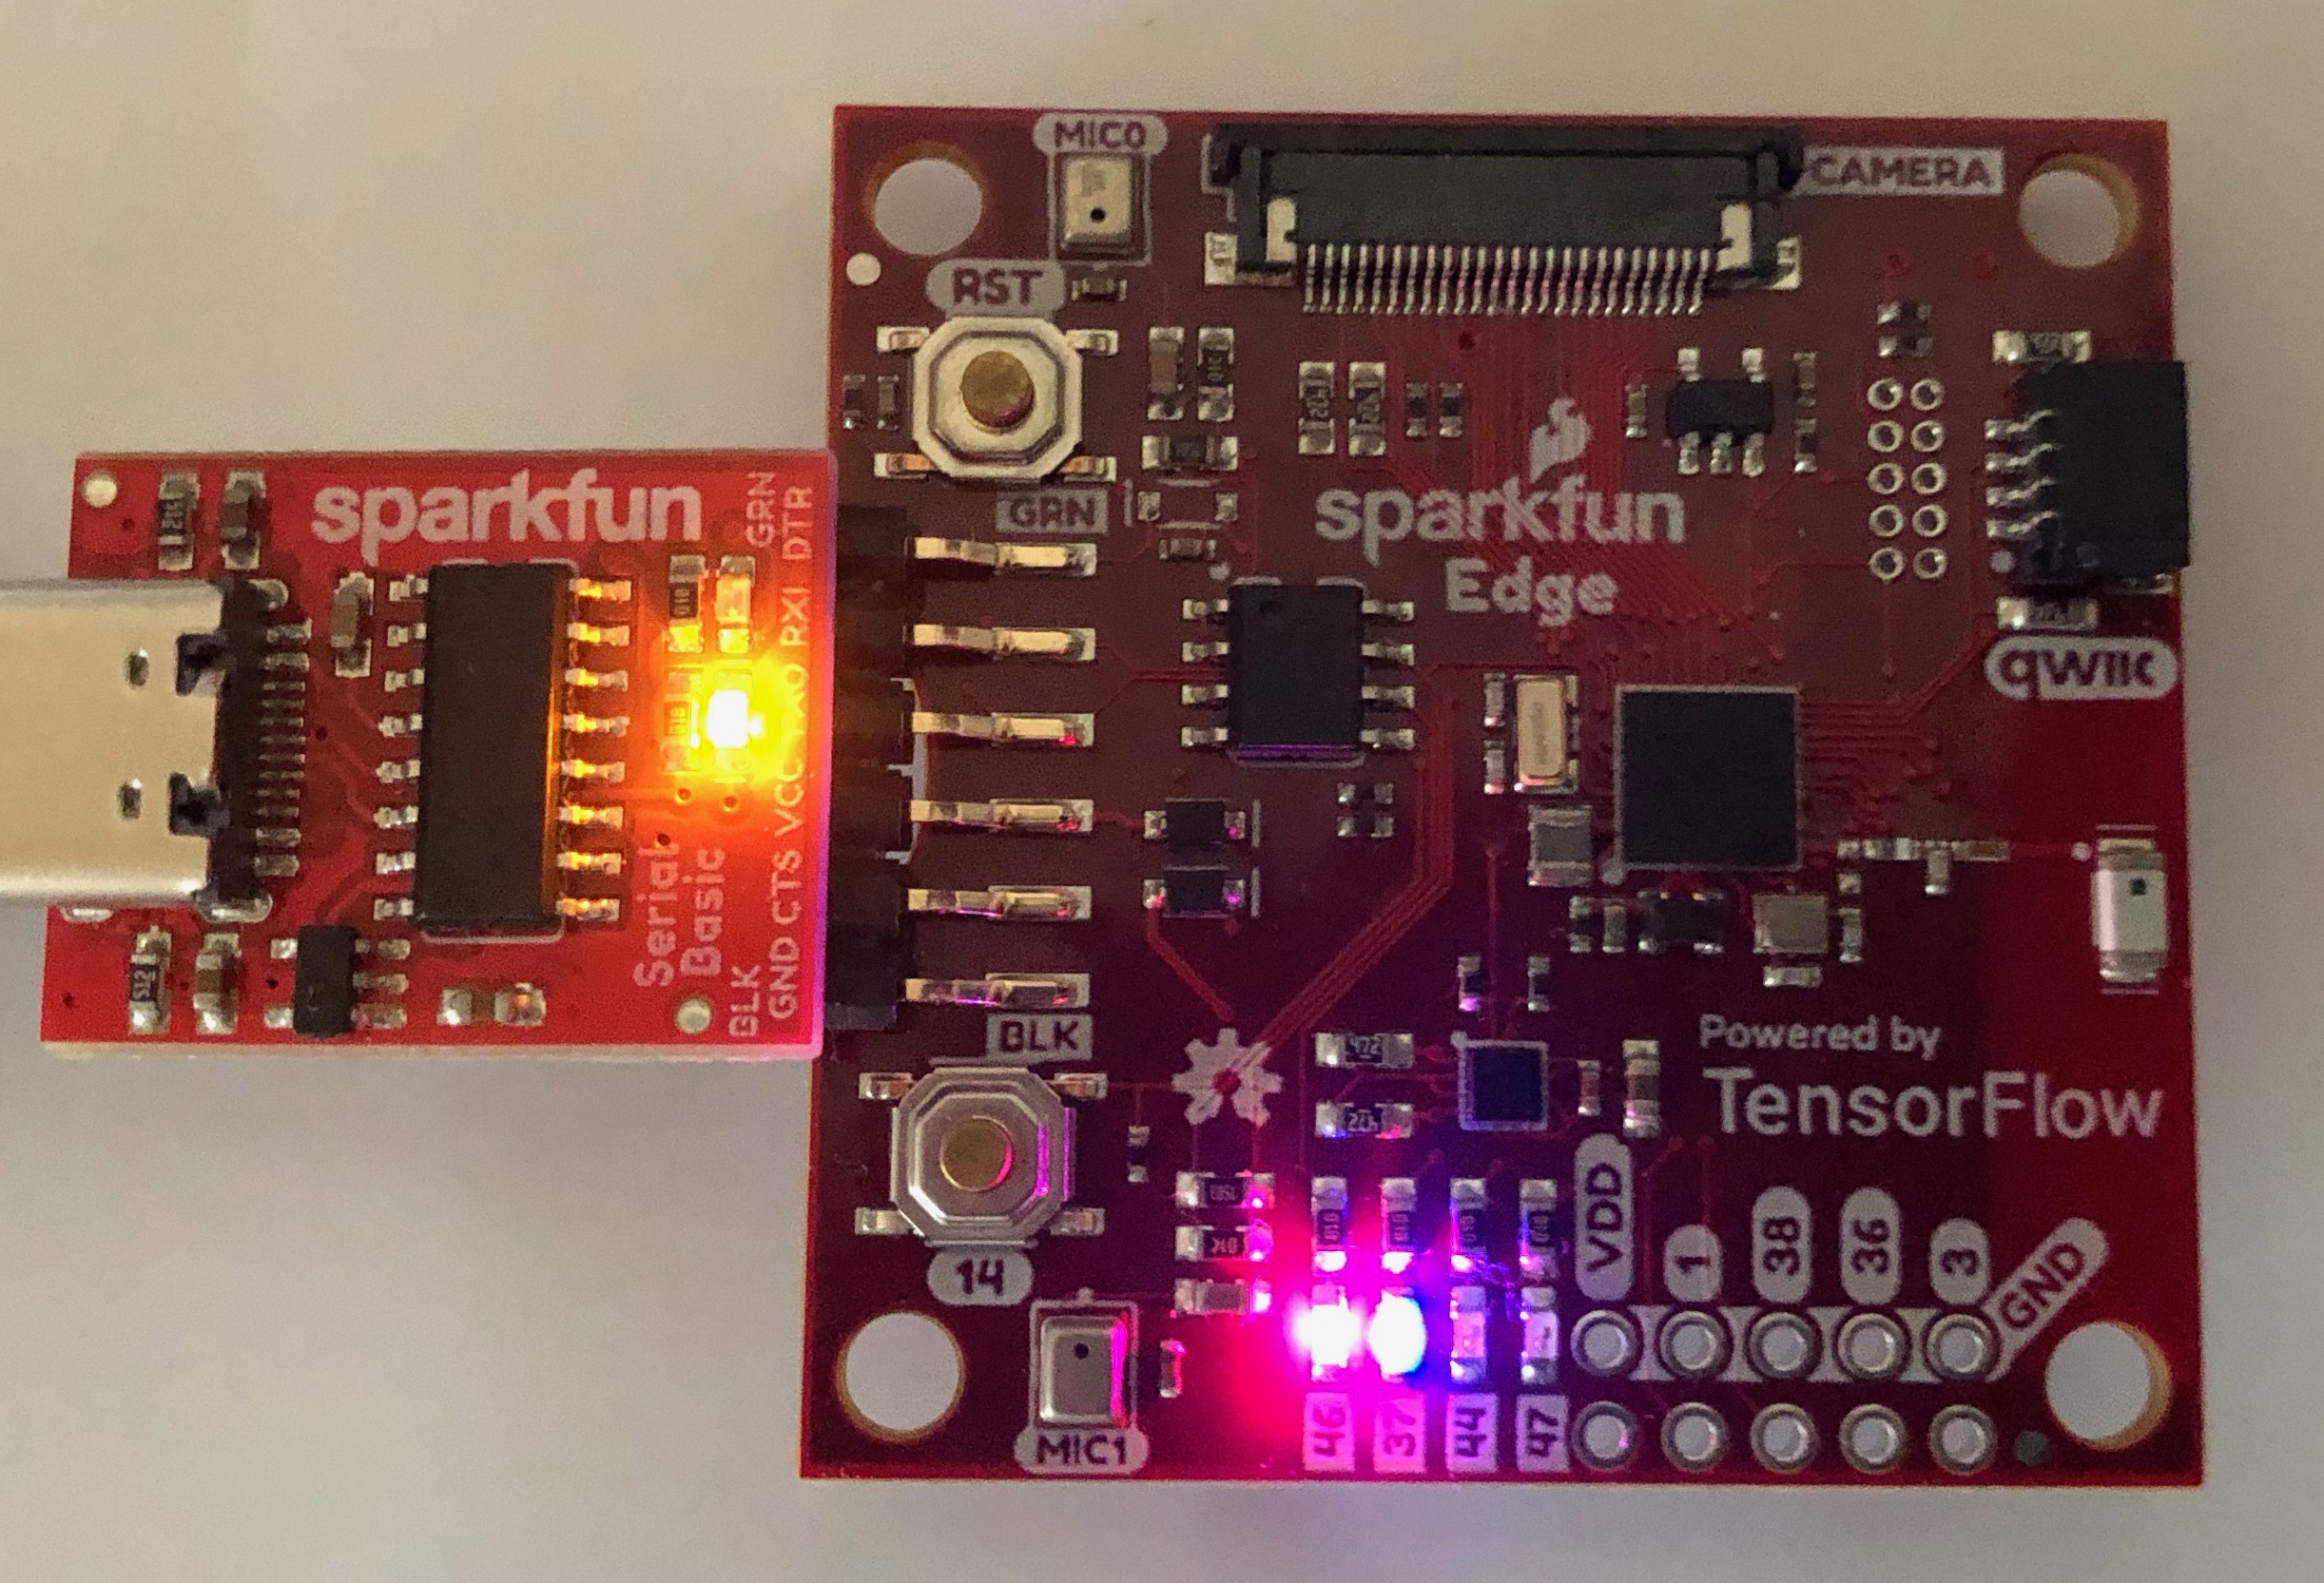 MIC0
CAMERA
RST
GRN
sparkfun
Edge
qwiic
sparkfun
GRN
DTR
RXI
TXO
VCC
CTS
GND
BLK
Serial
Basic
BLK
Powered by
TensorFlow
472
14
MIC1
46
37
44
47
VDD
1
38
36
3
GND